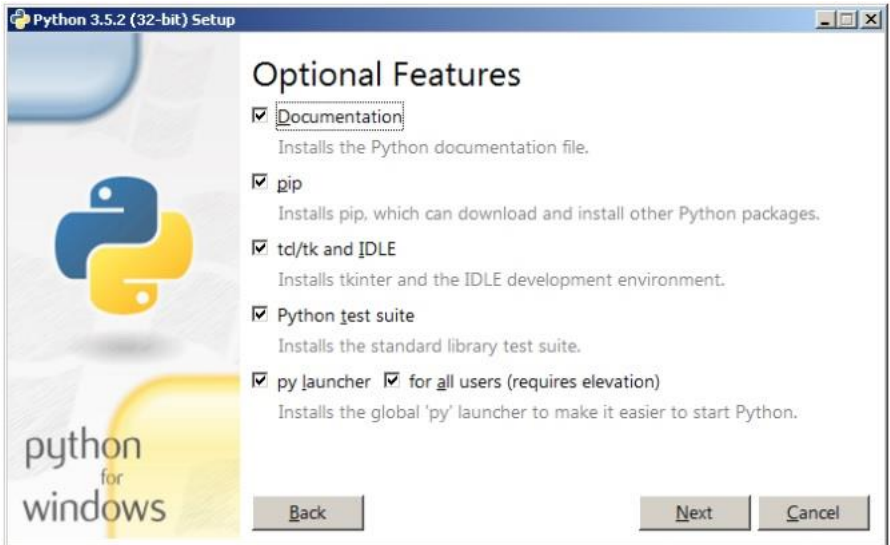 Python 3.5.2 (32-bit) Setup
Optional Features
Documentation
Installs the Python documentation file.
pip
Installs pip, which can download and install other Python packages.
tcl/tk and IDLE
Installs tkinter and the IDLE development environment.
Python test suite
Installs the standard library test suite.
py launcher for all users (requires elevation)
Installs the global 'py' launcher to make it easier to start Python.
python
for
windows
Back Next Cancel